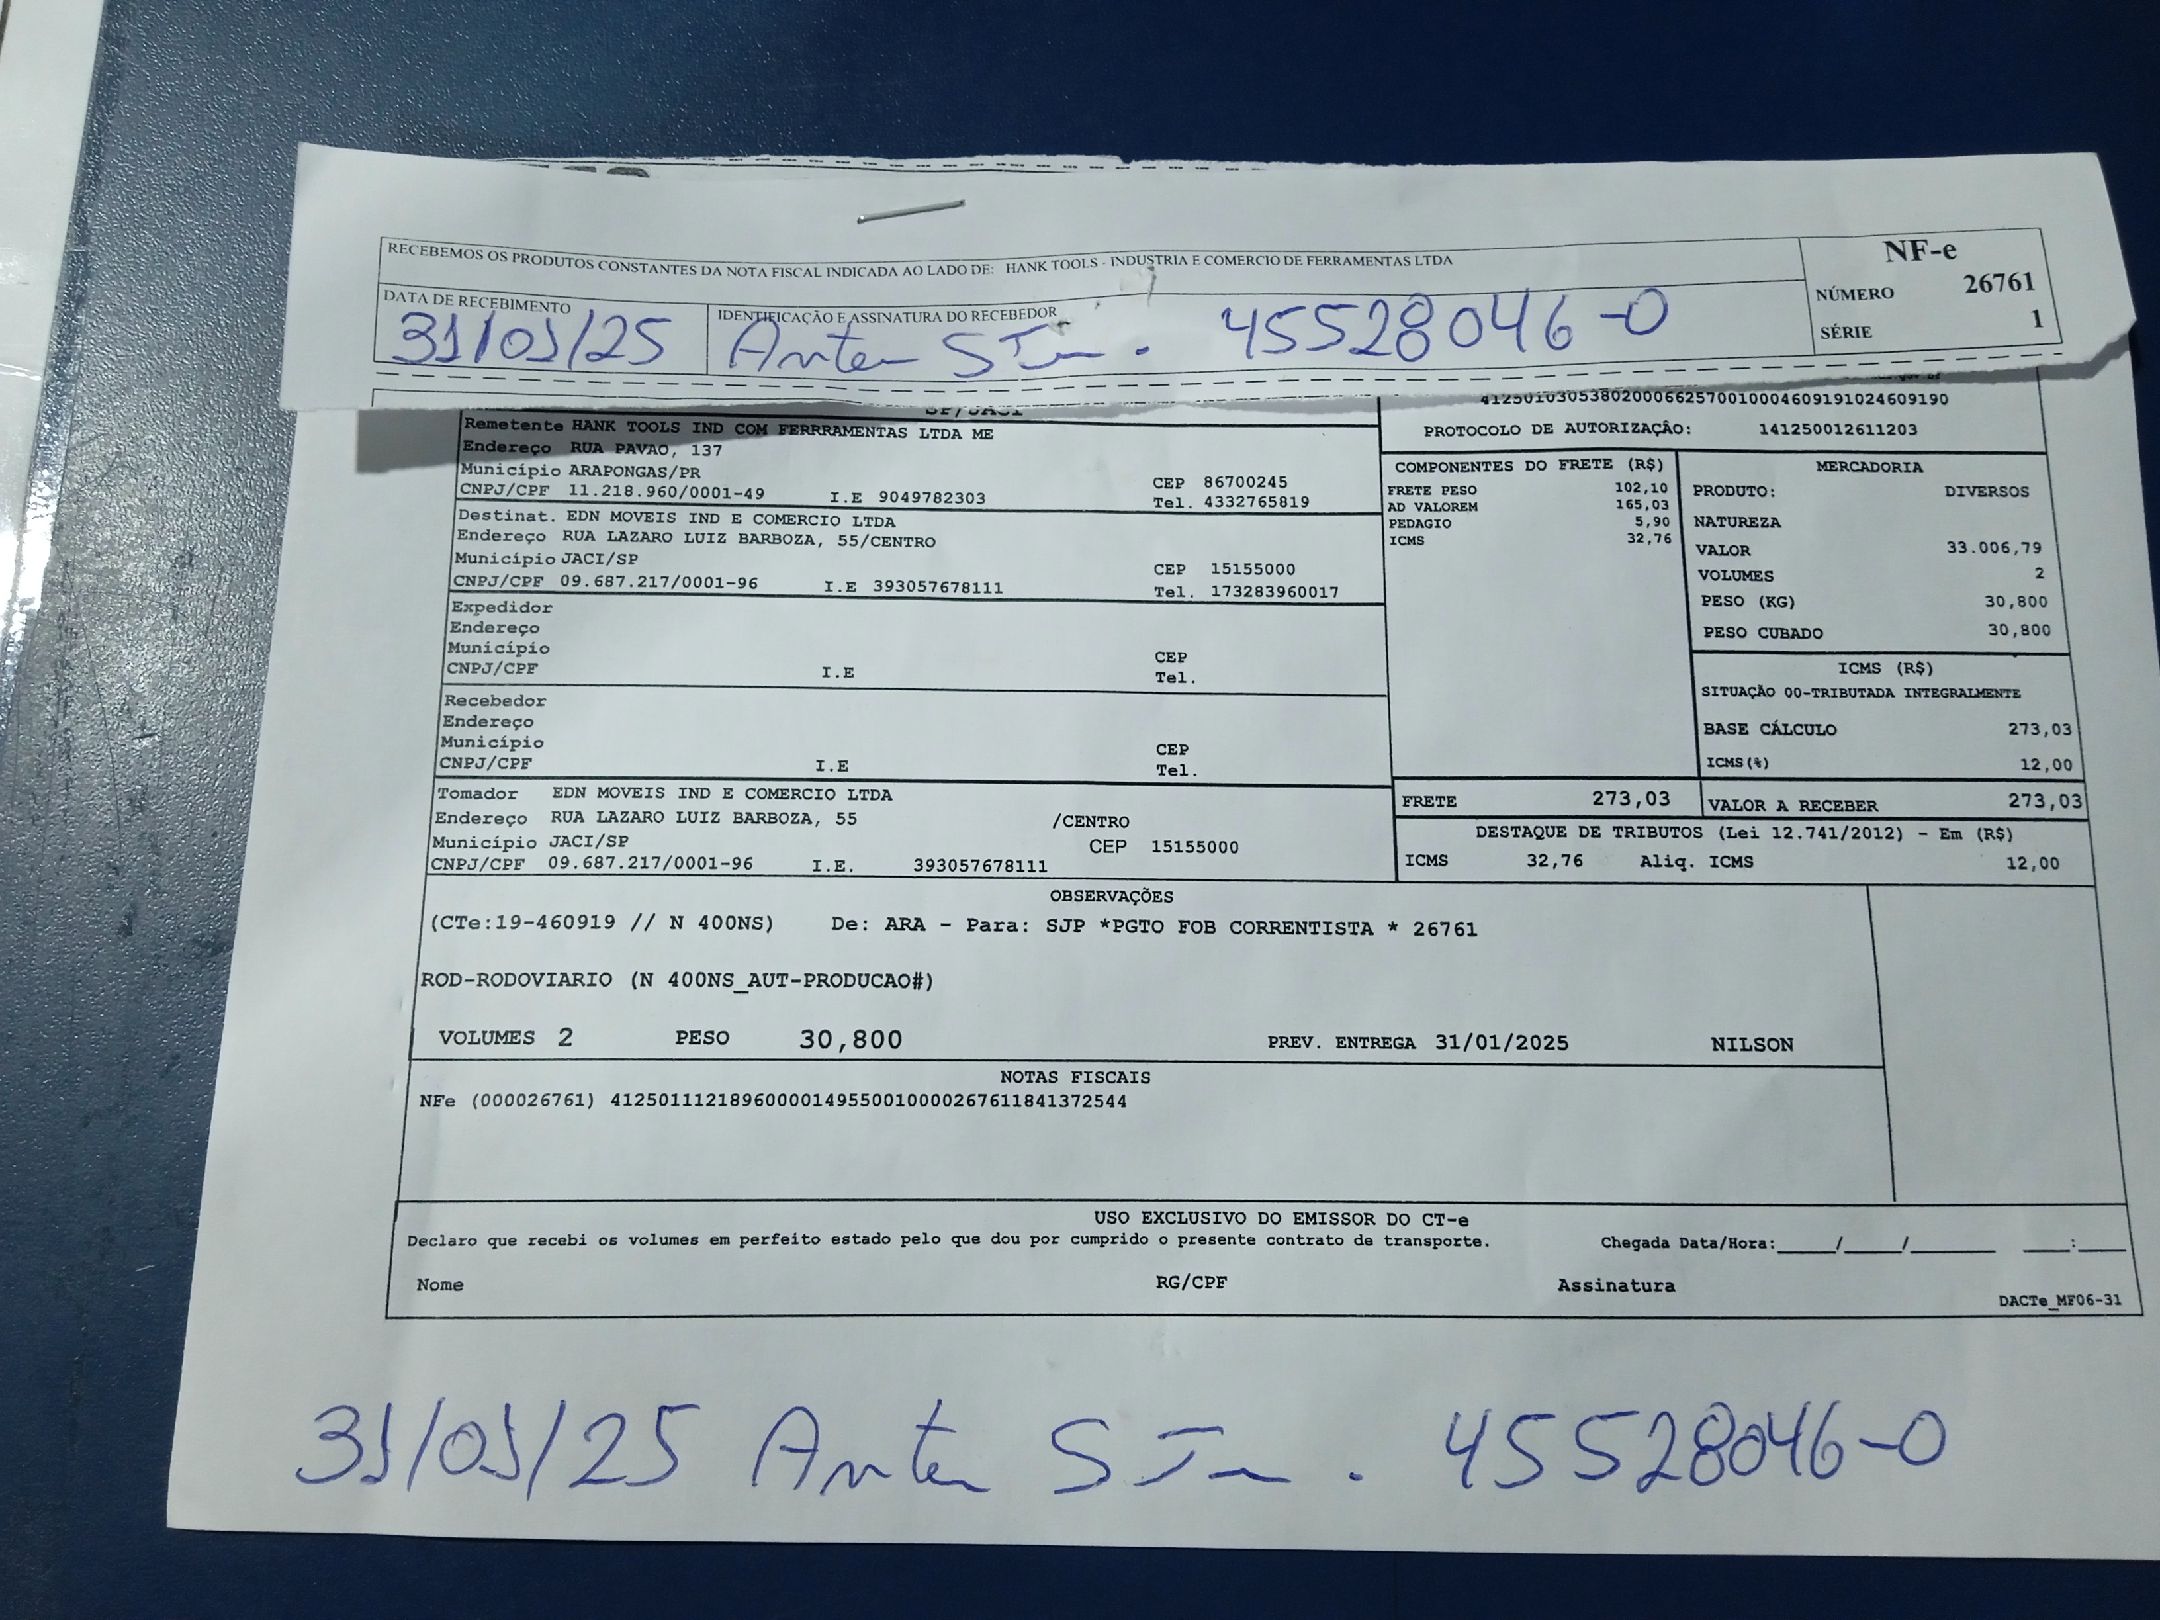 RECEBEMOS OS PRODUTOS CONSTANTES DA NOTA FISCAL INDICADA AO LADO DE: HANK TOOLS - INDUSTRIA E COMERCIO DE FERRAMENTAS LTDA
NF-e
NÚMERO 26761
SÉRIE 1
DATA DE RECEBIMENTO
31/01/25
IDENTIFICAÇÃO E ASSINATURA DO RECEBEDOR
45528046-0
SP/JACI
Remetente HANK TOOLS IND COM FERRRAMENTAS LTDA ME
Endereço RUA PAVAO, 137
Município ARAPONGAS/PR CEP 86700245
CNPJ/CPF 11.218.960/0001-49 I.E 9049782303 Tel. 4332765819
Destinat. EDN MOVEIS IND E COMERCIO LTDA
Endereço RUA LAZARO LUIZ BARBOZA, 55/CENTRO
Município JACI/SP CEP 15155000
CNPJ/CPF 09.687.217/0001-96 I.E 393057678111 Tel. 173283960017
Expedidor
Endereço
Município CEP
CNPJ/CPF I.E Tel.
Recebedor
Endereço
Município CEP
CNPJ/CPF I.E Tel.
Tomador EDN MOVEIS IND E COMERCIO LTDA
Endereço RUA LAZARO LUIZ BARBOZA, 55 /CENTRO
Município JACI/SP CEP 15155000
CNPJ/CPF 09.687.217/0001-96 I.E. 393057678111
41250103053802000662570010004609191024609190
PROTOCOLO DE AUTORIZAÇÃO: 141250012611203
COMPONENTES DO FRETE (R$)
FRETE PESO 102,10
AD VALOREM 165,03
PEDAGIO 5,90
ICMS 32,76
MERCADORIA
PRODUTO: DIVERSOS
NATUREZA
VALOR 33.006,79
VOLUMES 2
PESO (KG) 30,800
PESO CUBADO 30,800
ICMS (R$)
SITUAÇÃO 00-TRIBUTADA INTEGRALMENTE
BASE CÁLCULO 273,03
ICMS(%) 12,00
FRETE 273,03 VALOR A RECEBER 273,03
DESTAQUE DE TRIBUTOS (Lei 12.741/2012) - Em (R$)
ICMS 32,76 Aliq. ICMS 12,00
OBSERVAÇÕES
(CTe:19-460919 // N 400NS) De: ARA - Para: SJP *PGTO FOB CORRENTISTA * 26761
ROD-RODOVIARIO (N 400NS_AUT-PRODUCAO#)
VOLUMES 2 PESO 30,800 PREV. ENTREGA 31/01/2025 NILSON
NOTAS FISCAIS
NFe (000026761) 41250111218960000149550010000267611841372544
USO EXCLUSIVO DO EMISSOR DO CT-e
Declaro que recebi os volumes em perfeito estado pelo que dou por cumprido o presente contrato de transporte. Chegada Data/Hora:____/____/______ ___:___
Nome RG/CPF Assinatura
DACTe_MF06-31
31/01/25 45528046-0